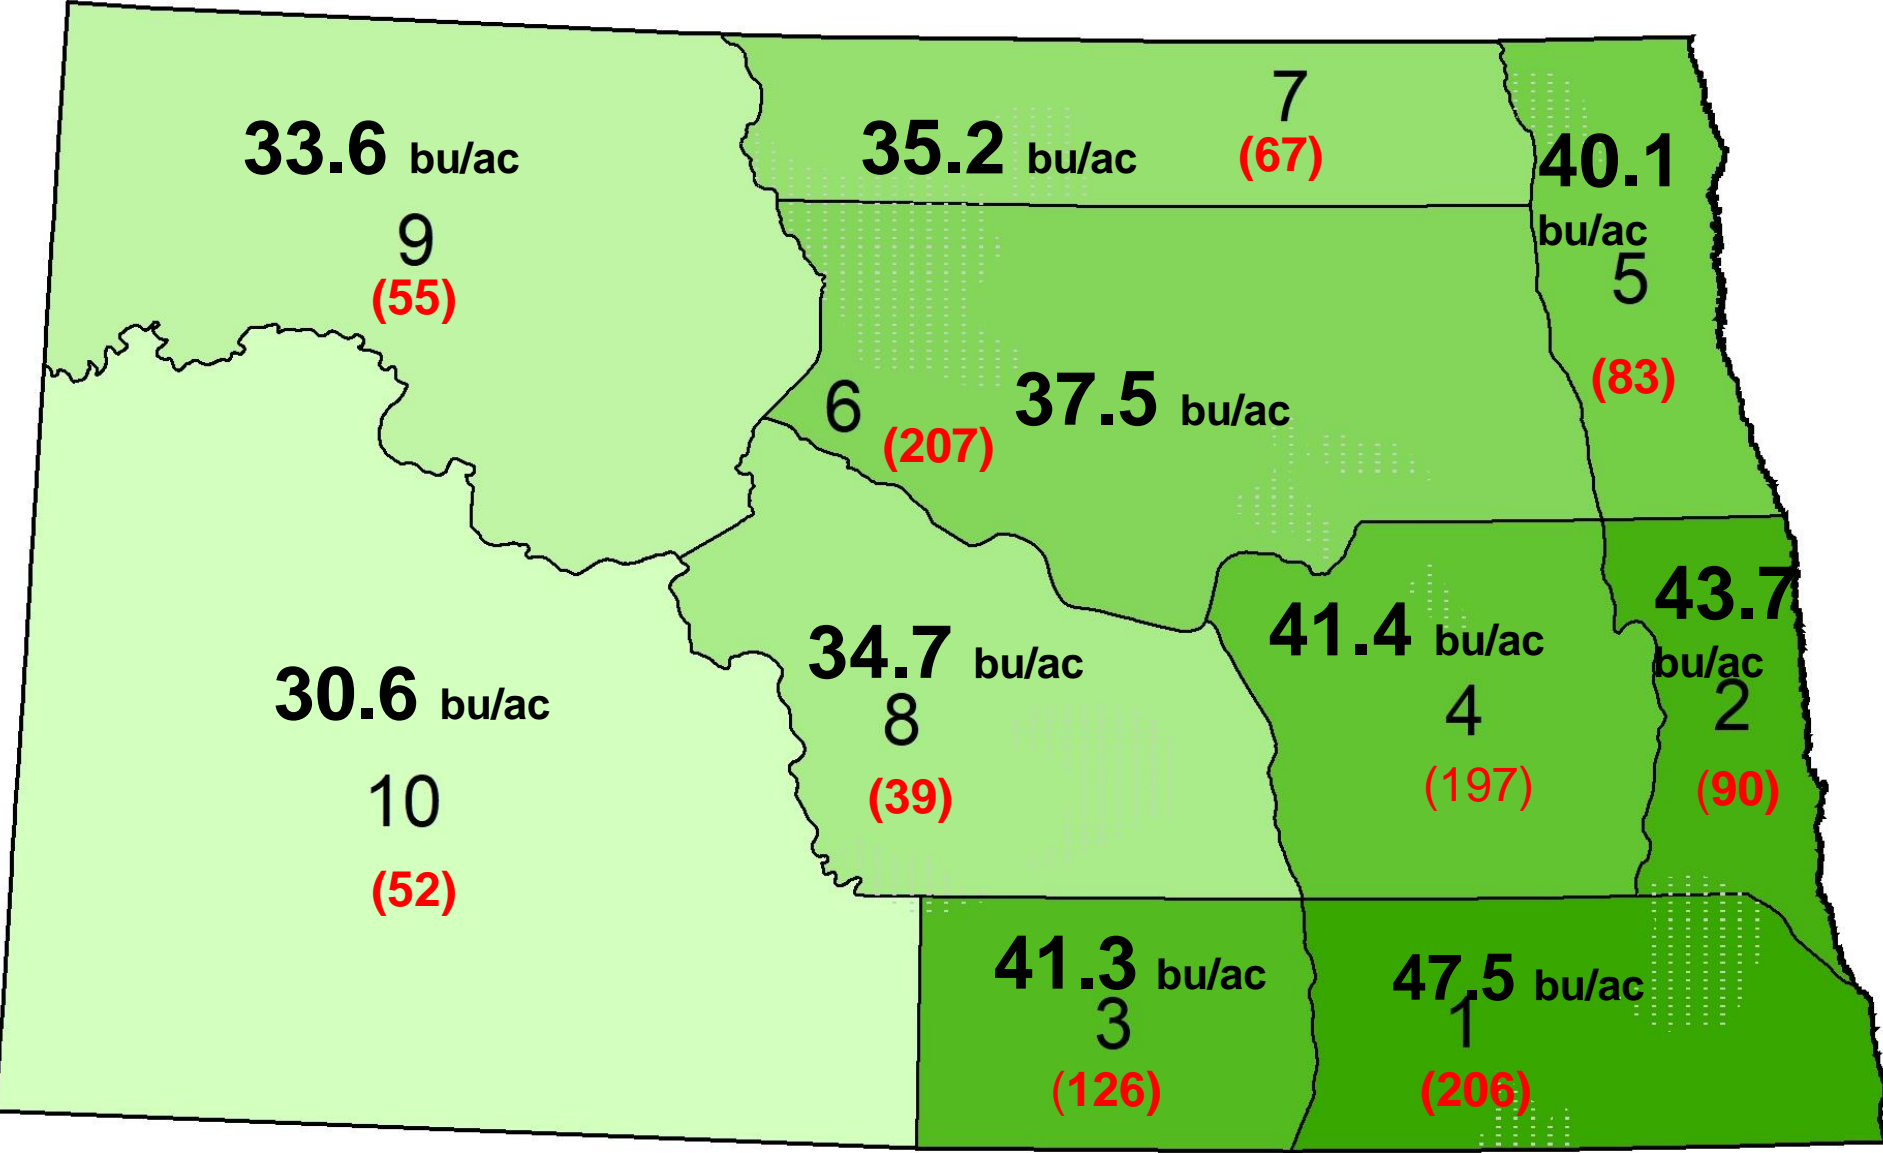 33.6 bu/ac
9
(55)
35.2 bu/ac
7
(67)
40.1
bu/ac
5
(83)
6
(207)
37.5 bu/ac
30.6 bu/ac
10
(52)
34.7 bu/ac
8
(39)
41.4 bu/ac
4
(197)
43.7
bu/ac
2
(90)
41.3 bu/ac
3
(126)
47.5 bu/ac
1
(206)